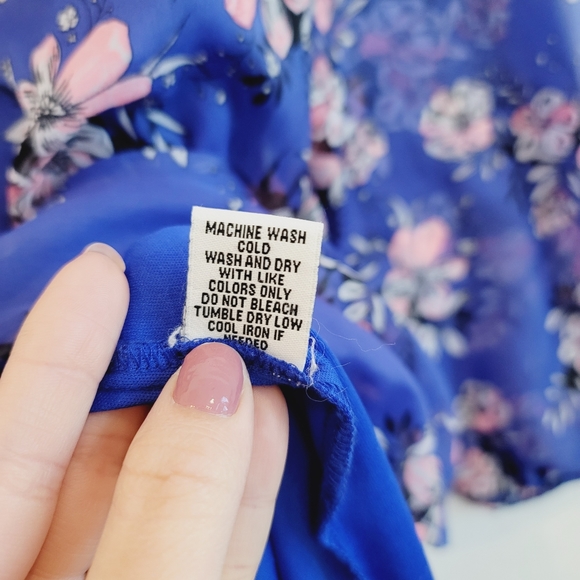 MACHINE WASH
COLD
WASH AND DRY
WITH LIKE
COLORS ONLY
DO NOT BLEACH
TUMBLE DRY LOW
COOL IRON IF
NEEDED